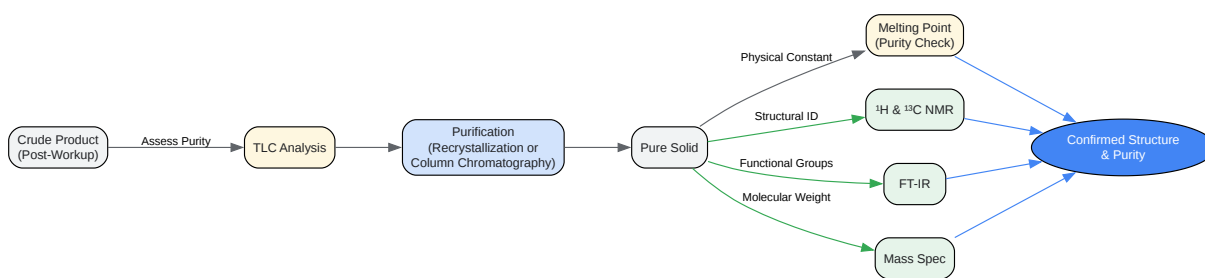 Crude Product
(Post-Workup)
Assess Purity
TLC Analysis
Purification
(Recrystallization or
Column Chromatography)
Pure Solid
Physical Constant
Structural ID
Functional Groups
Molecular Weight
Melting Point
(Purity Check)
¹H & ¹³C NMR
FT-IR
Mass Spec
Confirmed Structure
& Purity